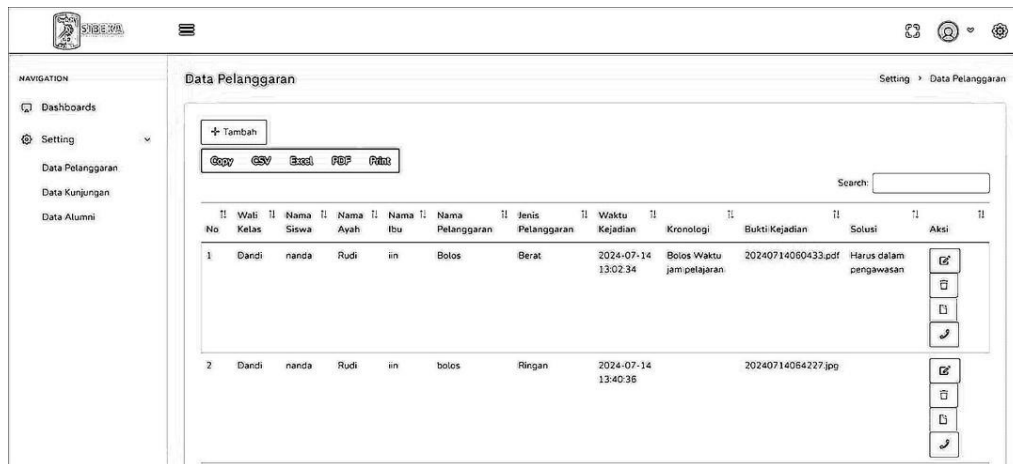 NAVIGATION
Dashboards
Setting
Data Pelanggaran
Data Kunjungan
Data Alumni
Data Pelanggaran
Setting > Data Pelanggaran
+ Tambah
Copy CSV Excel PDF Print
Search:
No Wali Kelas Nama Siswa Nama Ayah Nama Ibu Nama Pelanggaran Jenis Pelanggaran Waktu Kejadian Kronologi Bukti Kejadian Solusi Aksi
1 Dandi nanda Rudi iin Bolos Berat 2024-07-14 Bolos Waktu 20240714060433.pdf Harus dalam
13:02:34 jam pelajaran pengawasan
2 Dandi nanda Rudi iin bolos Ringan 2024-07-14 20240714064227.jpg
13:40:36